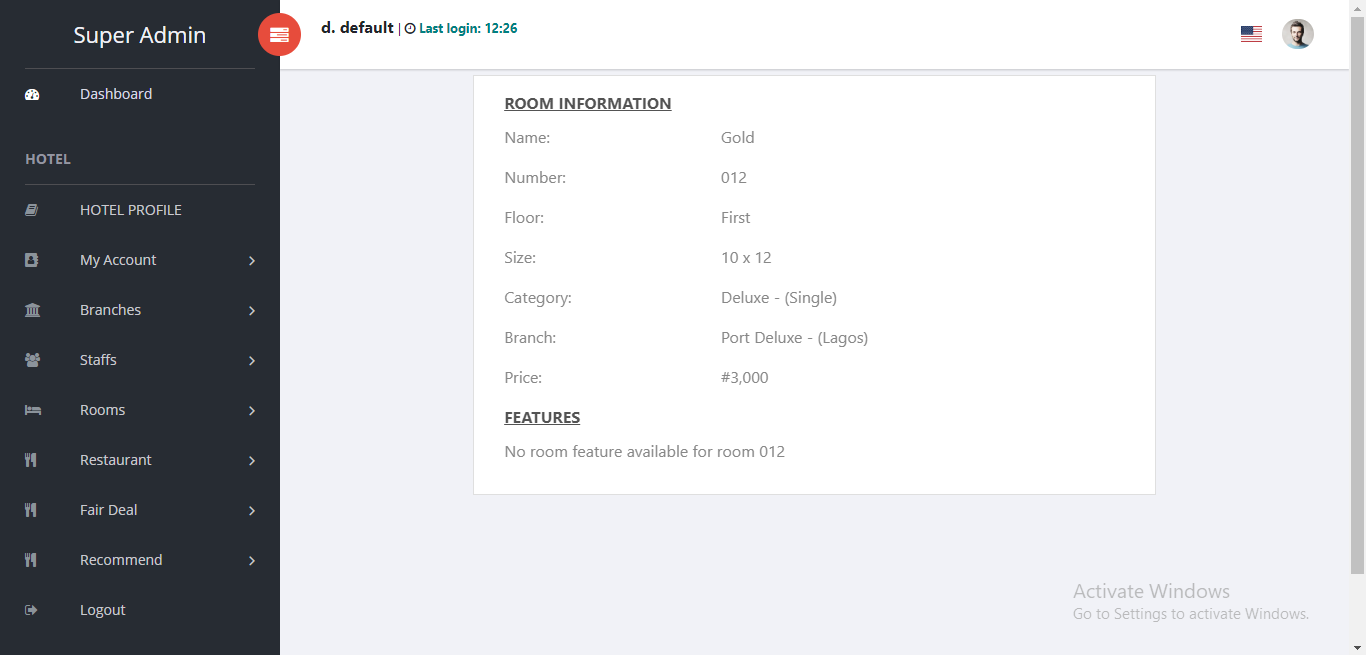 Super Admin
d. default | Last login: 12:26
Dashboard
HOTEL
HOTEL PROFILE
My Account
Branches
Staffs
Rooms
Restaurant
Fair Deal
Recommend
Logout
ROOM INFORMATION
Name: Gold
Number: 012
Floor: First
Size: 10 x 12
Category: Deluxe - (Single)
Branch: Port Deluxe - (Lagos)
Price: #3,000
FEATURES
No room feature available for room 012
Activate Windows
Go to Settings to activate Windows.